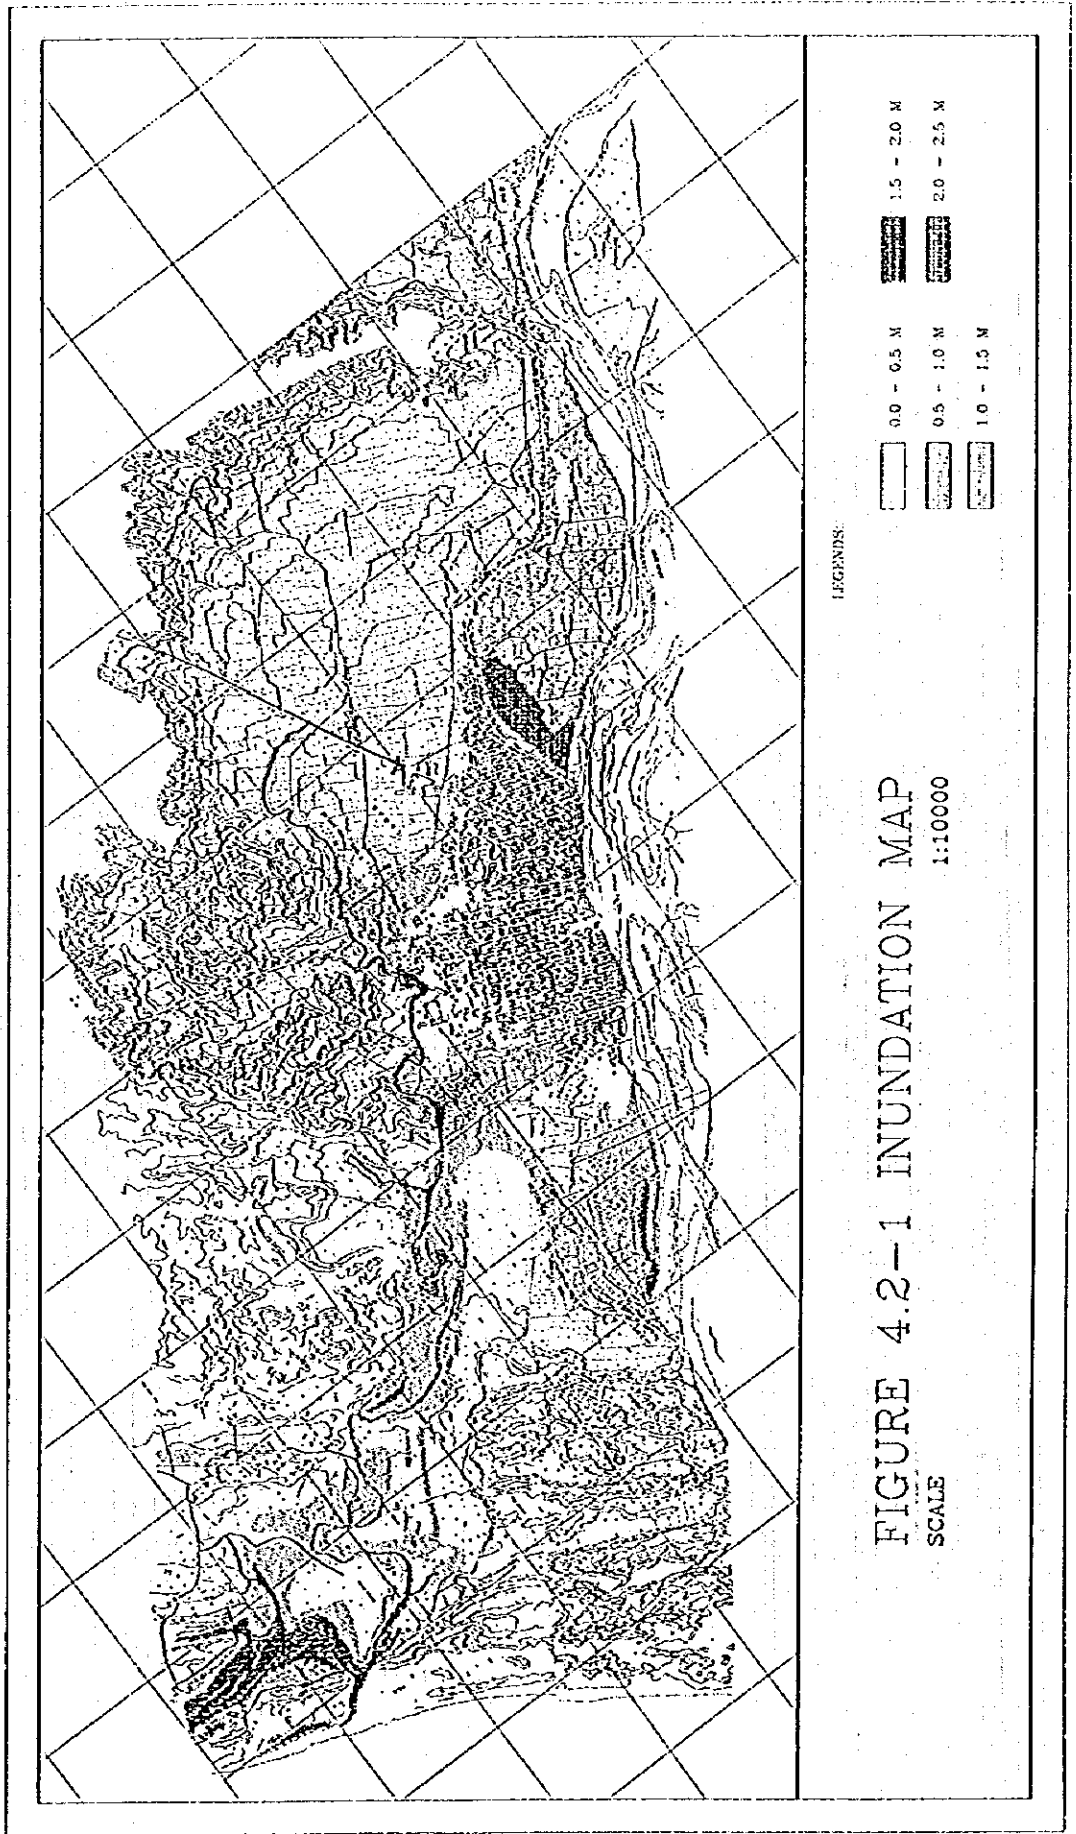 LEGENDS:
0.0 - 0.5 M
0.5 - 1.0 M
1.0 - 1.5 M
1.5 - 2.0 M
2.0 - 2.5 M
FIGURE 4.2-1 INUNDATION MAP
SCALE 1:10000